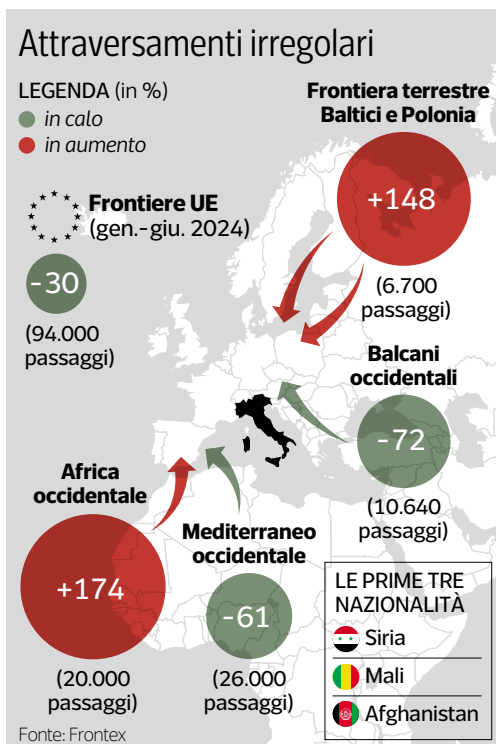 Attraversamenti irregolari
LEGENDA (in %)
in calo
in aumento
Frontiere UE
(gen.-giu. 2024)
-30
(94.000
passaggi)
Frontiera terrestre
Baltici e Polonia
+148
(6.700
passaggi)
Balcani
occidentali
-72
(10.640
passaggi)
Africa
occidentale
+174
(20.000
passaggi)
Mediterraneo
occidentale
-61
(26.000
passaggi)
LE PRIME TRE
NAZIONALITÀ
Siria
Mali
Afghanistan
Fonte: Frontex